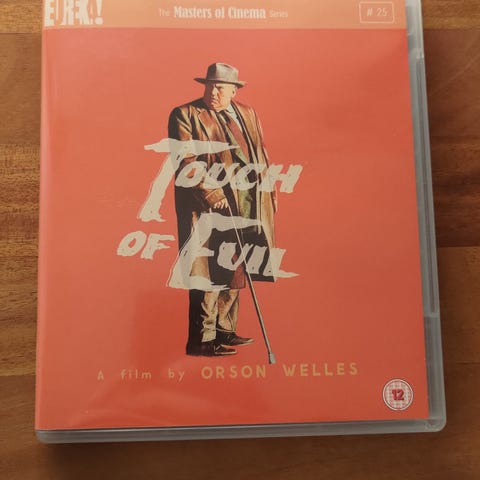 EUREKA!
The Masters of Cinema Series
# 25
TOUCH
OF EVIL
A film by ORSON WELLES
12